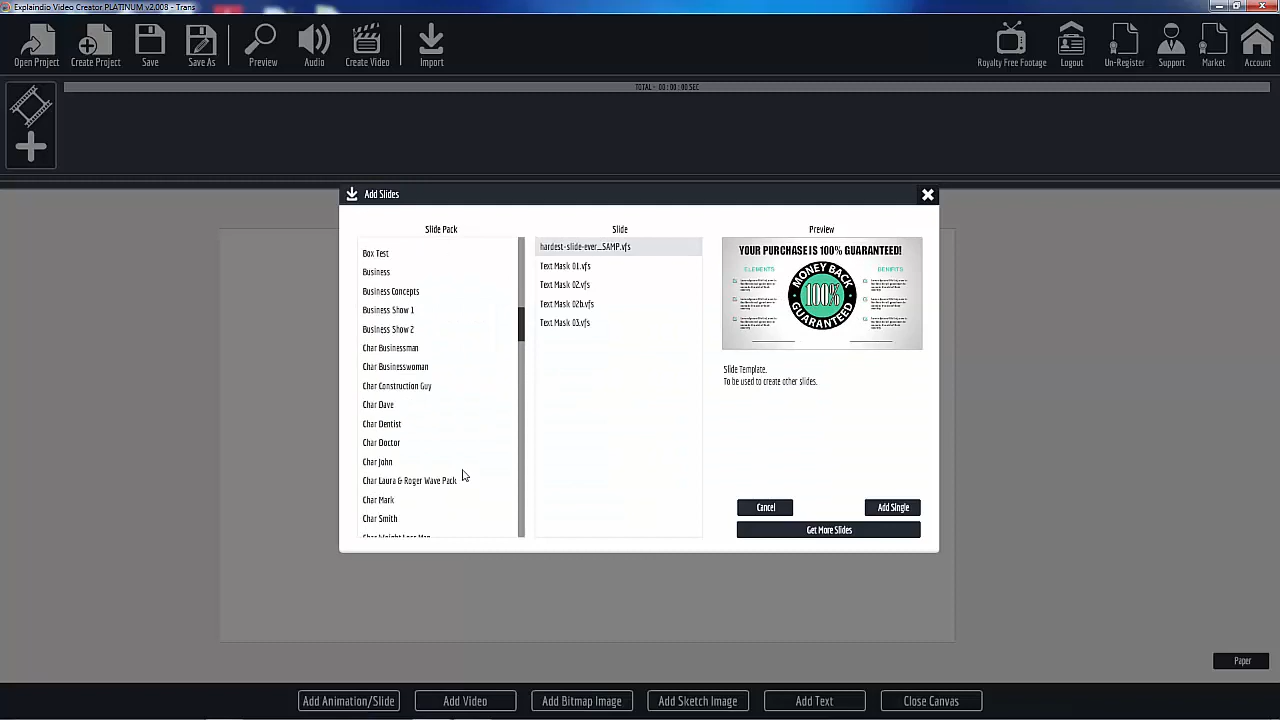 Explaindio Video Creator PLATINUM v2.008 - Trans
Open Project
Create Project
Save
Save As
Preview
Audio
Create Video
Import
Royalty Free Footage
Logout
Un-Register
Support
Market
Account
TOTAL - 00 : 00 : 00 SEC
Add Slides
Slide Pack
Slide
Preview
Box Test
Business
Business Concepts
Business Show 1
Business Show 2
Char Businessman
Char Businesswoman
Char Construction Guy
Char Dave
Char Dentist
Char Doctor
Char John
Char Laura & Roger Wave Pack
Char Mark
Char Smith
Char Weight Loss Man
hardest-slide-ever_SAMP.vfs
Text Mask 01.vfs
Text Mask 02.vfs
Text Mask 02b.vfs
Text Mask 03.vfs
YOUR PURCHASE IS 100% GUARANTEED!
ELEMENTS
BENIFITS
MONEY BACK
100%
GUARANTEED
Slide Template.
To be used to create other slides.
Cancel
Add Single
Get More Slides
Paper
Add Animation/Slide
Add Video
Add Bitmap Image
Add Sketch Image
Add Text
Close Canvas